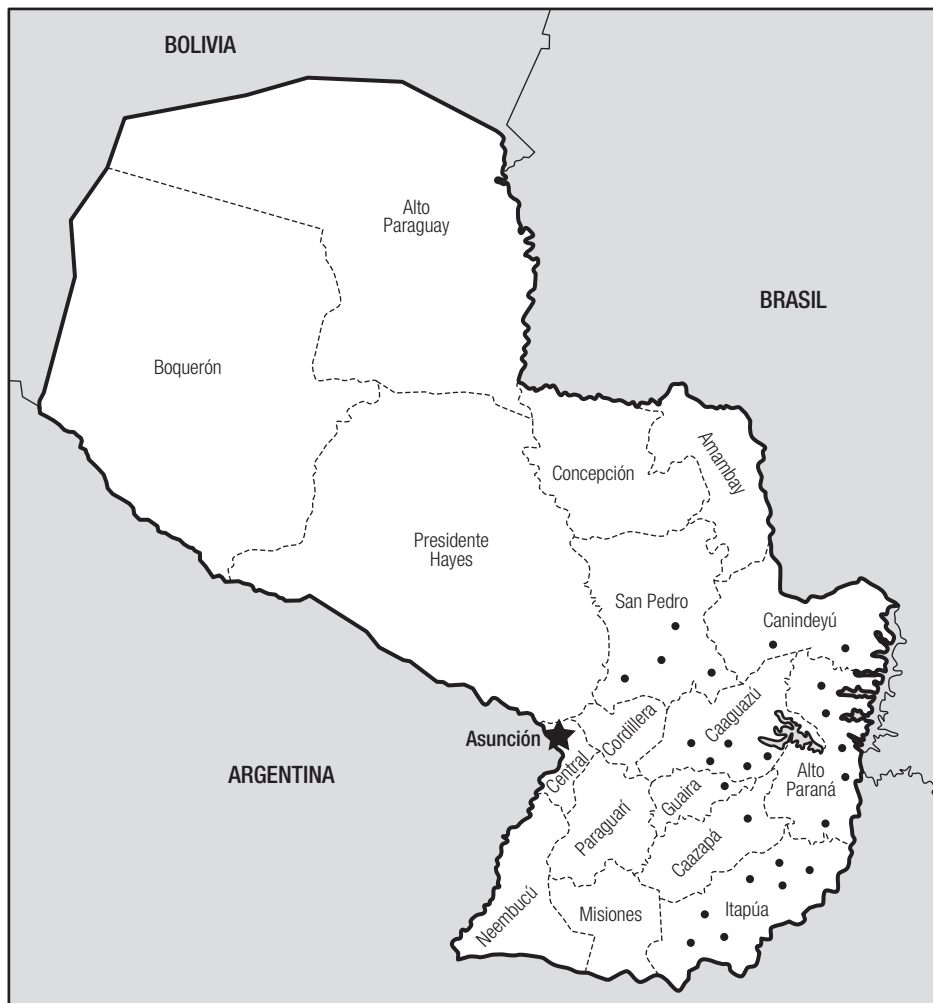 BOLIVIA
Alto
Paraguay
BRASIL
Boquerón
Amambay
Concepción
Presidente
Hayes
San Pedro
Canindeyú
Caaguazú
Cordillera
Asunción
Central
ARGENTINA
Alto
Paraná
Guaira
Paraguarí
Caazapá
Neembucú
Misiones
Itapúa